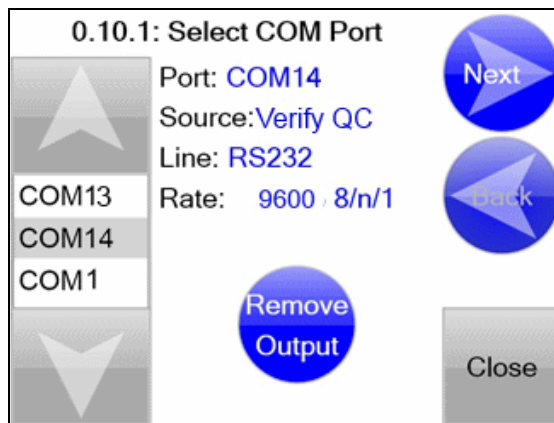 0.10.1: Select COM Port
Port: COM14
Source:Verify QC
Line: RS232
Rate: 9600 8/n/1
COM13
COM14
COM1
Remove
Output
Next
Back
Close